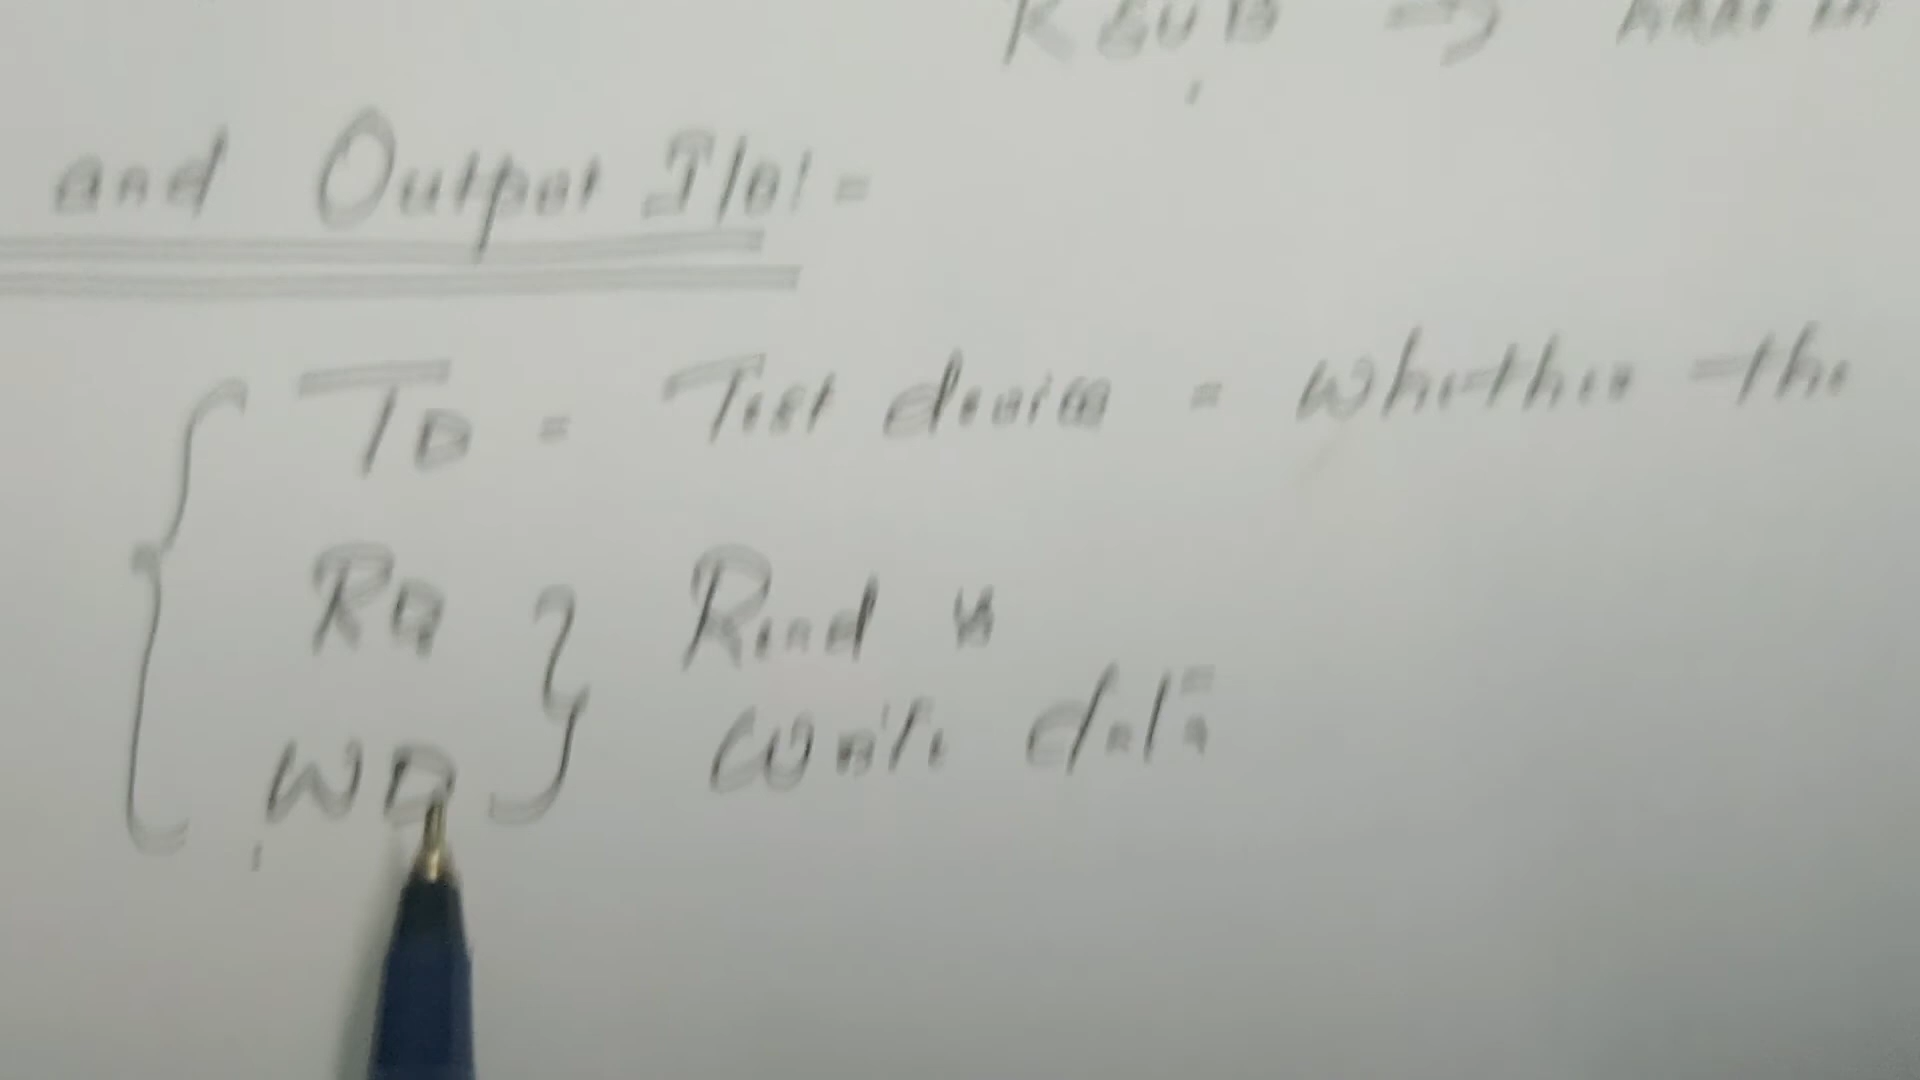 and Output I/O :-
TD = Test device = whether the
RD Read &
WD Write data